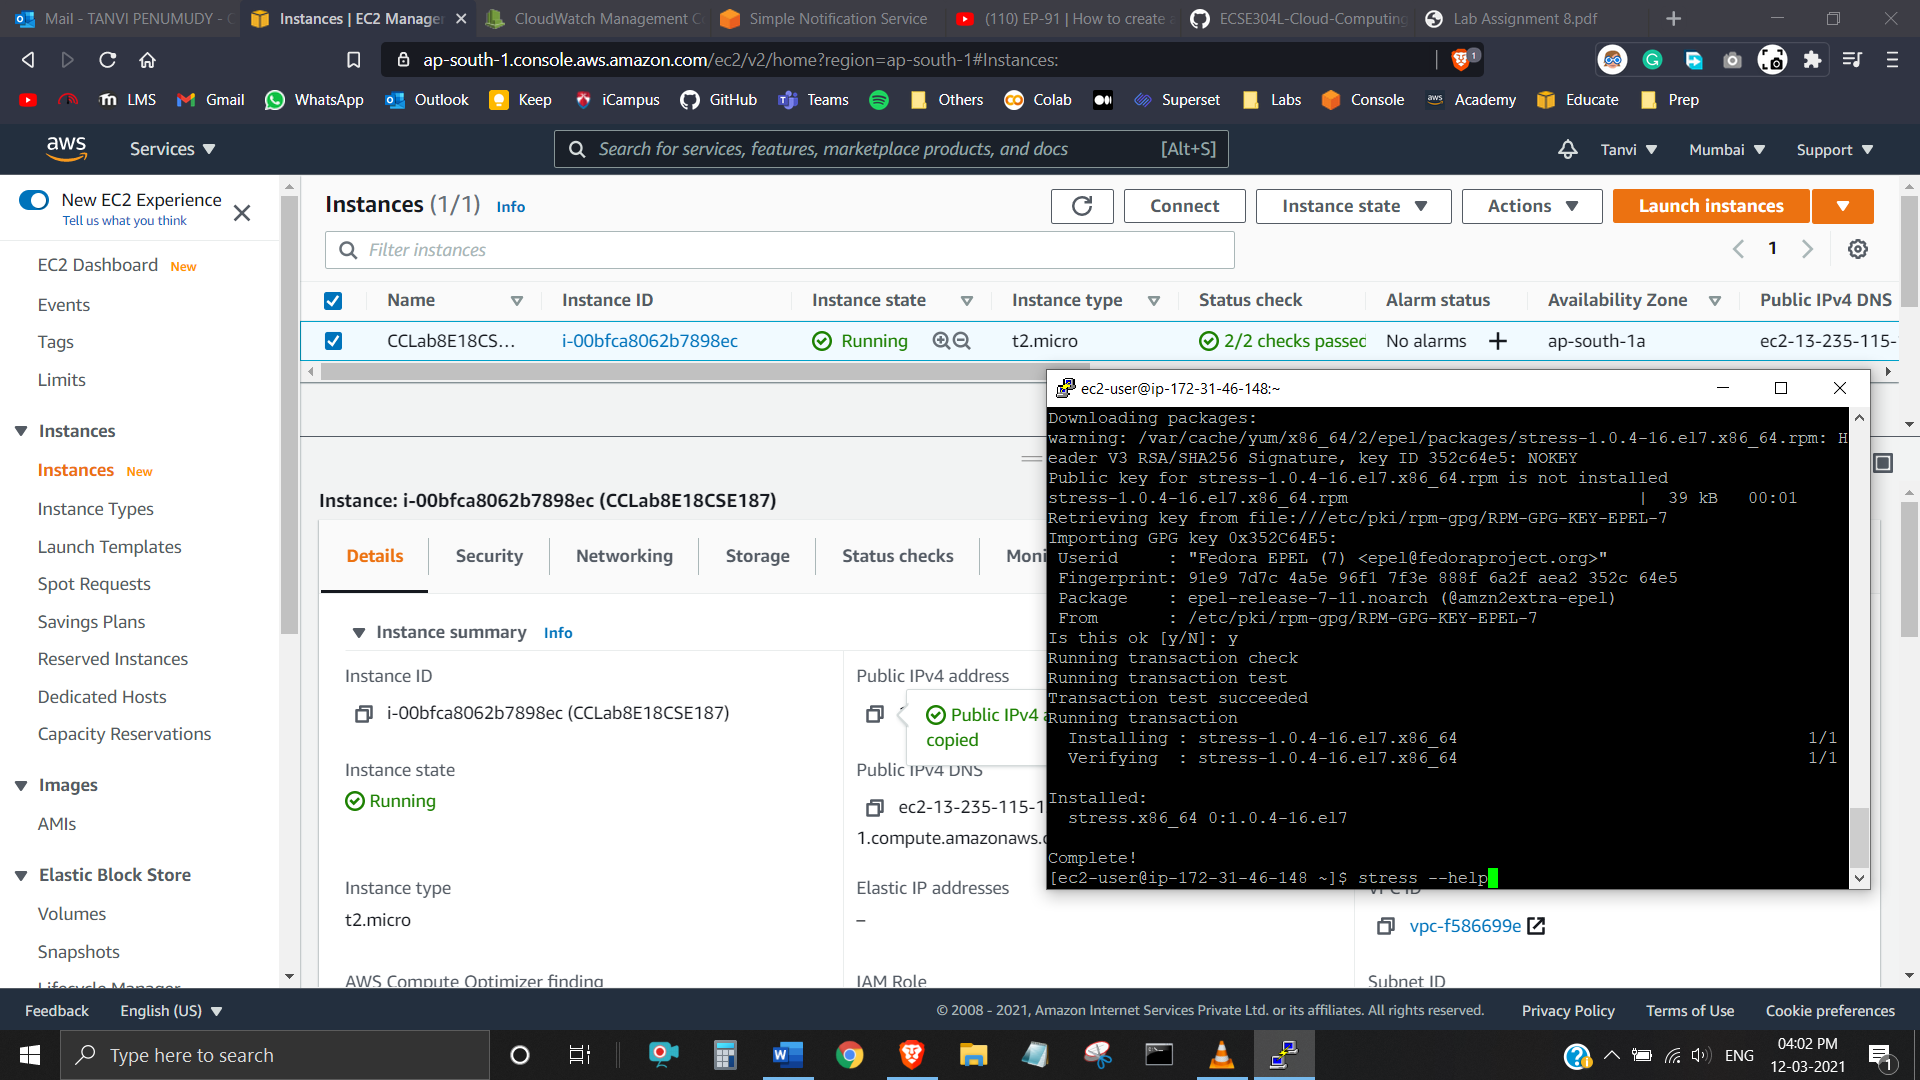 Mail - TANVI PENUMUDY - 
Instances | EC2 Manage
CloudWatch Management C
Simple Notification Service
(110) EP-91 | How to create a
ECSE304L-Cloud-Computing
Lab Assignment 8.pdf
ap-south-1.console.aws.amazon.com/ec2/v2/home?region=ap-south-1#Instances:
1
LMS
Gmail
WhatsApp
Outlook
Keep
iCampus
GitHub
Teams
Others
Colab
Superset
Labs
Console
aws
Academy
Educate
Prep
aws
Services
Search for services, features, marketplace products, and docs [Alt+S]
Tanvi
Mumbai
Support
New EC2 Experience
Tell us what you think
EC2 Dashboard New
Events
Tags
Limits
Instances
Instances New
Instance Types
Launch Templates
Spot Requests
Savings Plans
Reserved Instances
Dedicated Hosts
Capacity Reservations
Images
AMIs
Elastic Block Store
Volumes
Snapshots
Lifecycle Manager
Instances (1/1) Info
Connect
Instance state
Actions
Launch instances
Filter instances
1
Name Instance ID Instance state Instance type Status check Alarm status Availability Zone Public IPv4 DNS
CCLab8E18CS... i-00bfca8062b7898ec Running t2.micro 2/2 checks passed No alarms + ap-south-1a ec2-13-235-115-
Instance: i-00bfca8062b7898ec (CCLab8E18CSE187)
Details Security Networking Storage Status checks Moni
Instance summary Info
Instance ID
i-00bfca8062b7898ec (CCLab8E18CSE187)
Public IPv4 address
Public IPv4 a
copied
Instance state
Running
Public IPv4 DNS
ec2-13-235-115-1
1.compute.amazonaws.c
Instance type
t2.micro
Elastic IP addresses
–
VPC ID
vpc-f586699e
AWS Compute Optimizer finding
IAM Role
Subnet ID
ec2-user@ip-172-31-46-148:~
Downloading packages:
warning: /var/cache/yum/x86_64/2/epel/packages/stress-1.0.4-16.el7.x86_64.rpm: H
eader V3 RSA/SHA256 Signature, key ID 352c64e5: NOKEY
Public key for stress-1.0.4-16.el7.x86_64.rpm is not installed
stress-1.0.4-16.el7.x86_64.rpm | 39 kB 00:01
Retrieving key from file:///etc/pki/rpm-gpg/RPM-GPG-KEY-EPEL-7
Importing GPG key 0x352C64E5:
Userid : "Fedora EPEL (7) <epel@fedoraproject.org>"
Fingerprint: 91e9 7d7c 4a5e 96f1 7f3e 888f 6a2f aea2 352c 64e5
Package : epel-release-7-11.noarch (@amzn2extra-epel)
From : /etc/pki/rpm-gpg/RPM-GPG-KEY-EPEL-7
Is this ok [y/N]: y
Running transaction check
Running transaction test
Transaction test succeeded
Running transaction
Installing : stress-1.0.4-16.el7.x86_64 1/1
Verifying : stress-1.0.4-16.el7.x86_64 1/1
Installed:
stress.x86_64 0:1.0.4-16.el7
Complete!
[ec2-user@ip-172-31-46-148 ~]$ stress --help
Feedback
English (US)
© 2008 - 2021, Amazon Internet Services Private Ltd. or its affiliates. All rights reserved.
Privacy Policy
Terms of Use
Cookie preferences
Type here to search
ENG
04:02 PM
12-03-2021
1